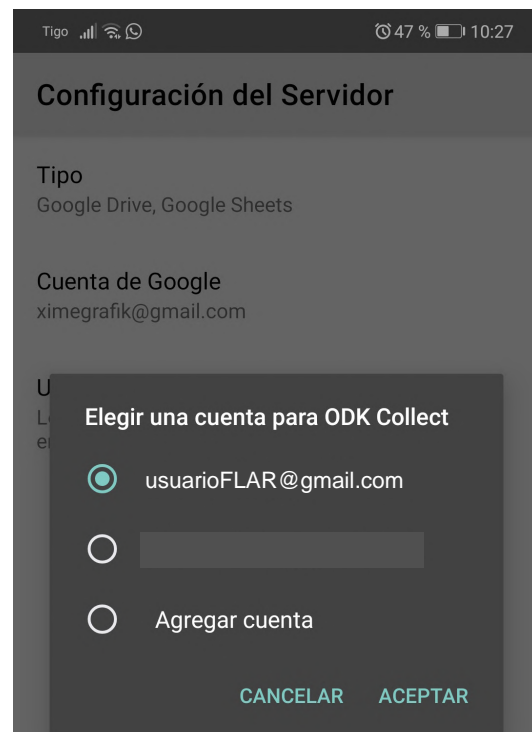 Tigo 47 % 10:27
Configuración del Servidor
Tipo
Google Drive, Google Sheets
Cuenta de Google
ximegrafik@gmail.com
U
Elegir una cuenta para ODK Collect
usuarioFLAR@gmail.com
Agregar cuenta
CANCELAR ACEPTAR